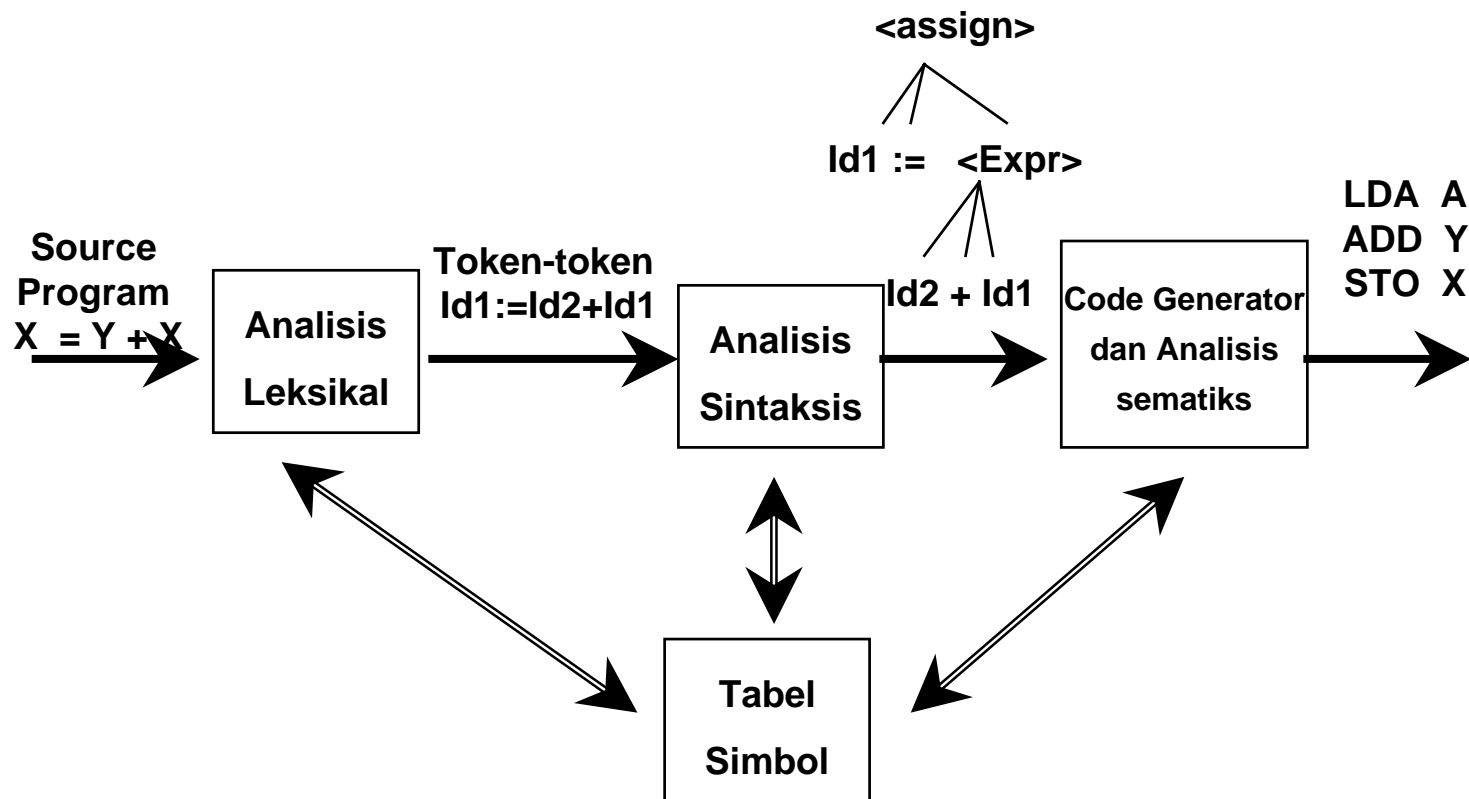 <assign>
Id1 := <Expr>
Id2 + Id1
Source
Program
X = Y + X
Analisis
Leksikal
Token-token
Id1:=Id2+Id1
Analisis
Sintaksis
Code Generator
dan Analisis
sematiks
LDA A
ADD Y
STO X
Tabel
Simbol